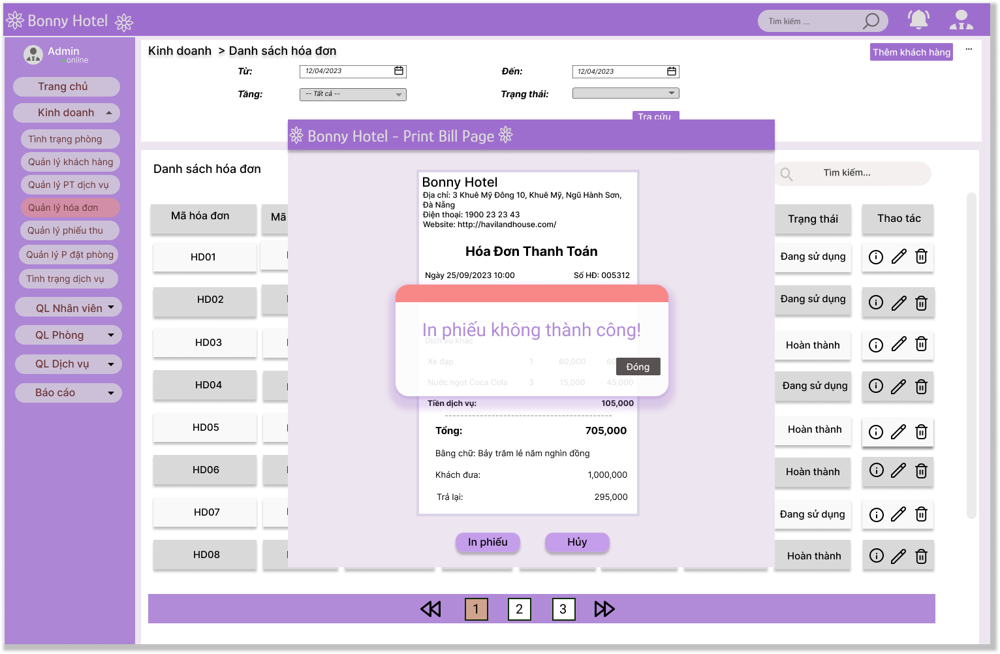 Bonny Hotel
Tìm kiếm ....
Admin
online
Trang chủ
Kinh doanh
Tình trạng phòng
Quản lý khách hàng
Quản lý PT dịch vụ
Quản lý hóa đơn
Quản lý phiếu thu
Quản lý P đặt phòng
Tình trạng dịch vụ
QL Nhân viên
QL Phòng
QL Dịch vụ
Báo cáo
Kinh doanh > Danh sách hóa đơn
Thêm khách hàng
...
Từ: 12/04/2023
Đến: 12/04/2023
Tầng: -- Tất cả --
Trạng thái:
Tra cứu
Danh sách hóa đơn
Tìm kiếm...
Mã hóa đơn Mã Trạng thái Thao tác
HD01 Đang sử dụng
HD02 Đang sử dụng
HD03 Hoàn thành
HD04 Đang sử dụng
HD05 Hoàn thành
HD06 Hoàn thành
HD07 Đang sử dụng
HD08 Hoàn thành
Bonny Hotel - Print Bill Page
Bonny Hotel
Địa chỉ: 3 Khuê Mỹ Đông 10, Khuê Mỹ, Ngũ Hành Sơn,
Đà Nẵng
Điện thoại: 1900 23 23 43
Website: http://havilandhouse.com/
Hóa Đơn Thanh Toán
Ngày 25/09/2023 10:00 Số HĐ: 005312
In phiếu không thành công!
Dịch vụ khác
Xe đạp 1 60,000
Đóng
Nước ngọt Coca Cola 3 15,000 45,000
Tiền dịch vụ: 105,000
Tổng: 705,000
Bằng chữ: Bảy trăm lẻ năm nghìn đồng
Khách đưa: 1,000,000
Trả lại: 295,000
In phiếu
Hủy
1 2 3